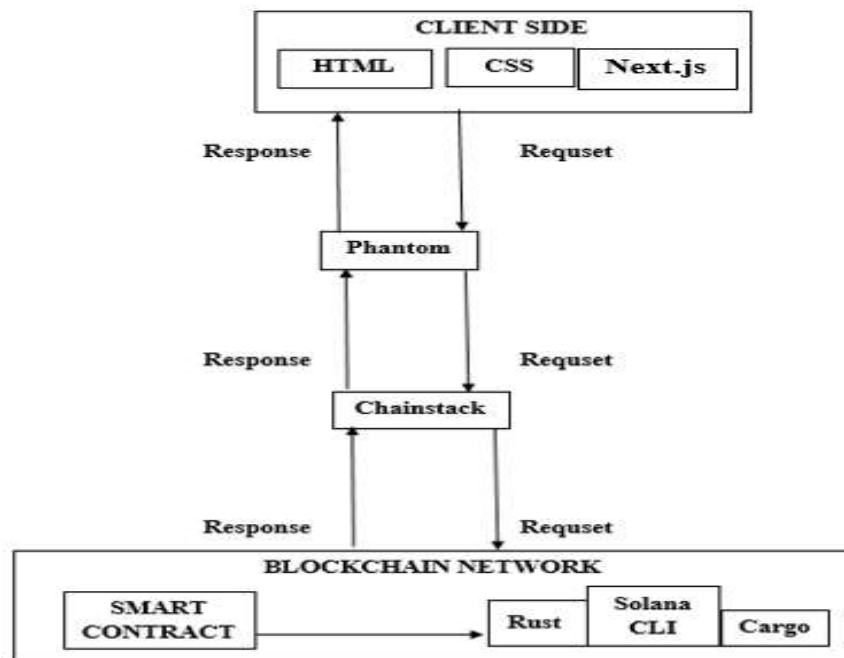 CLIENT SIDE
HTML
CSS
Next.js
Response
Requset
Phantom
Response
Requset
Chainstack
Response
Requset
BLOCKCHAIN NETWORK
SMART
CONTRACT
Rust
Solana
CLI
Cargo